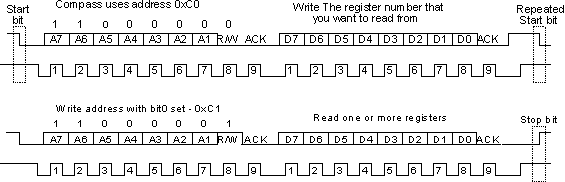 Start bit
Compass uses address 0xC0
Write The register number that
you want to read from
Repeated
Start bit
1 1 0 0 0 0 0 0
A7 A6 A5 A4 A3 A2 A1 R/W ACK D7 D6 D5 D4 D3 D2 D1 D0 ACK
1 2 3 4 5 6 7 8 9 1 2 3 4 5 6 7 8 9
Write address with bit0 set - 0xC1
Read one or more registers
Stop bit
1 1 0 0 0 0 0 1
A7 A6 A5 A4 A3 A2 A1 R/W ACK D7 D6 D5 D4 D3 D2 D1 D0 ACK
1 2 3 4 5 6 7 8 9 1 2 3 4 5 6 7 8 9